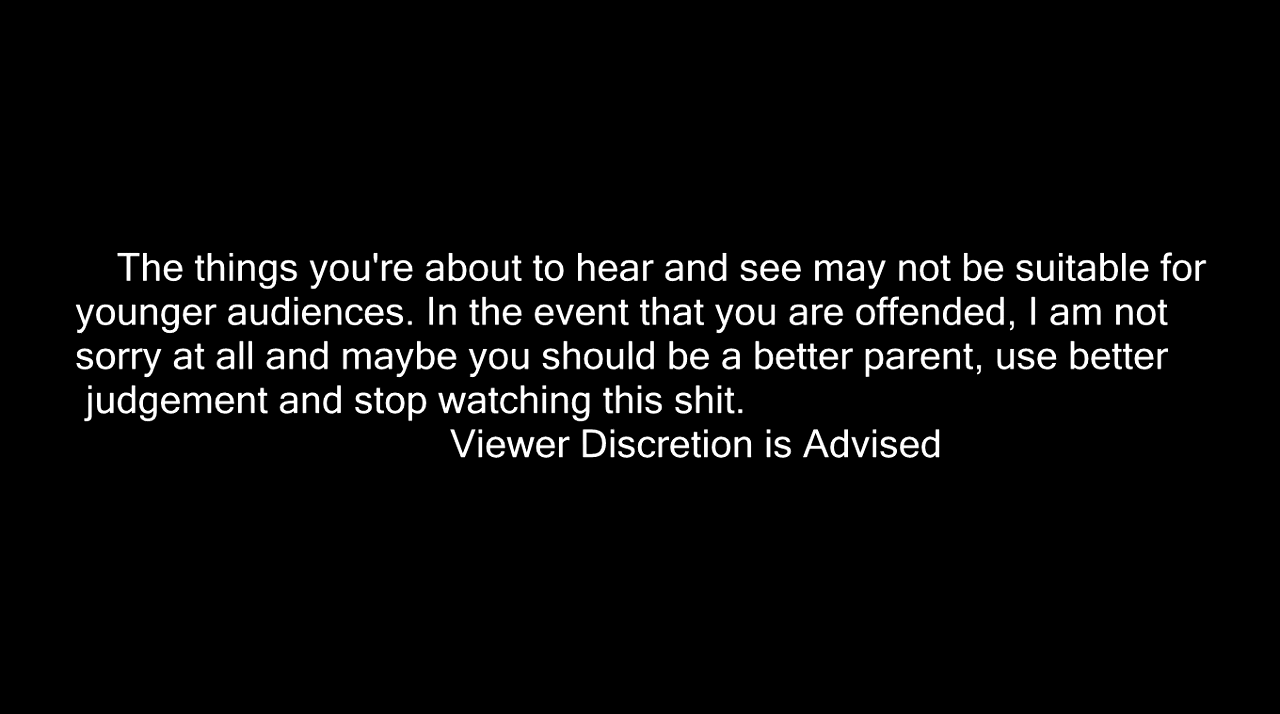 The things you're about to hear and see may not be suitable for
younger audiences. In the event that you are offended, I am not
sorry at all and maybe you should be a better parent, use better
judgement and stop watching this shit.
Viewer Discretion is Advised